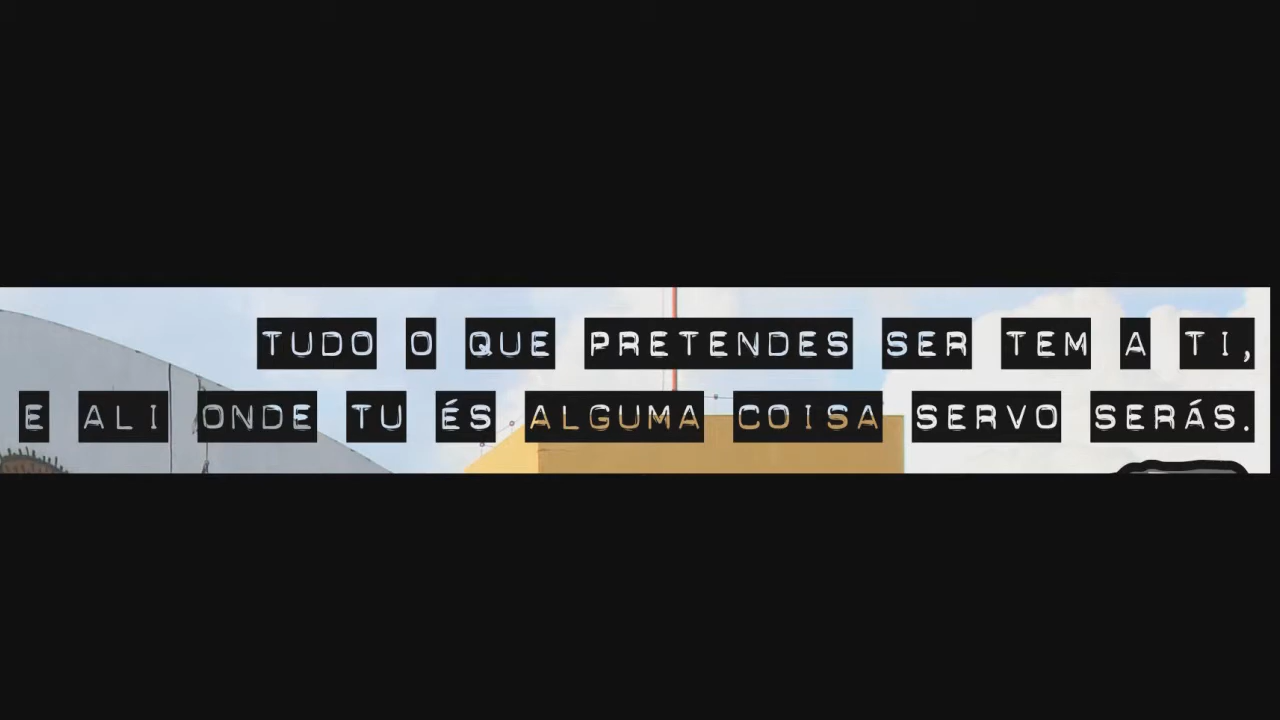 TUDO O QUE PRETENDES SER TEM A TI,
E ALI ONDE TU ÉS ALGUMA COISA SERVO SERÁS.